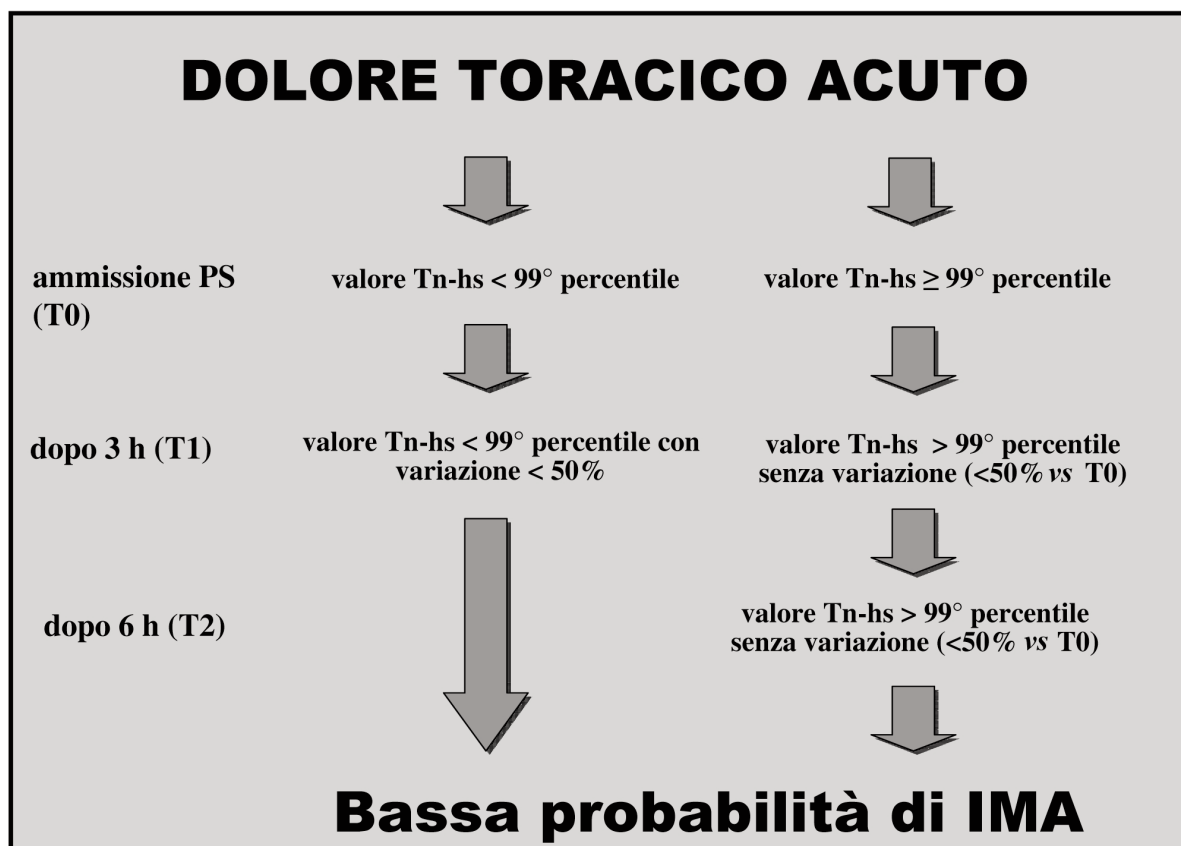 DOLORE TORACICO ACUTO
ammissione PS
(T0)
valore Tn-hs < 99° percentile
valore Tn-hs ≥ 99° percentile
dopo 3 h (T1)
valore Tn-hs < 99° percentile con
variazione < 50%
valore Tn-hs > 99° percentile
senza variazione (<50% vs T0)
dopo 6 h (T2)
valore Tn-hs > 99° percentile
senza variazione (<50% vs T0)
Bassa probabilità di IMA